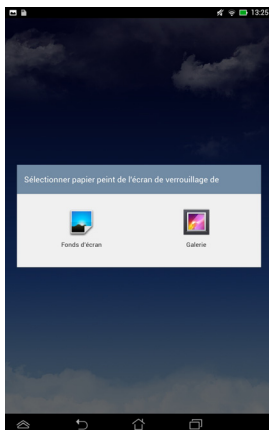 13:25
Sélectionner papier peint de l'écran de verrouillage de
Fonds d'écran
Galerie